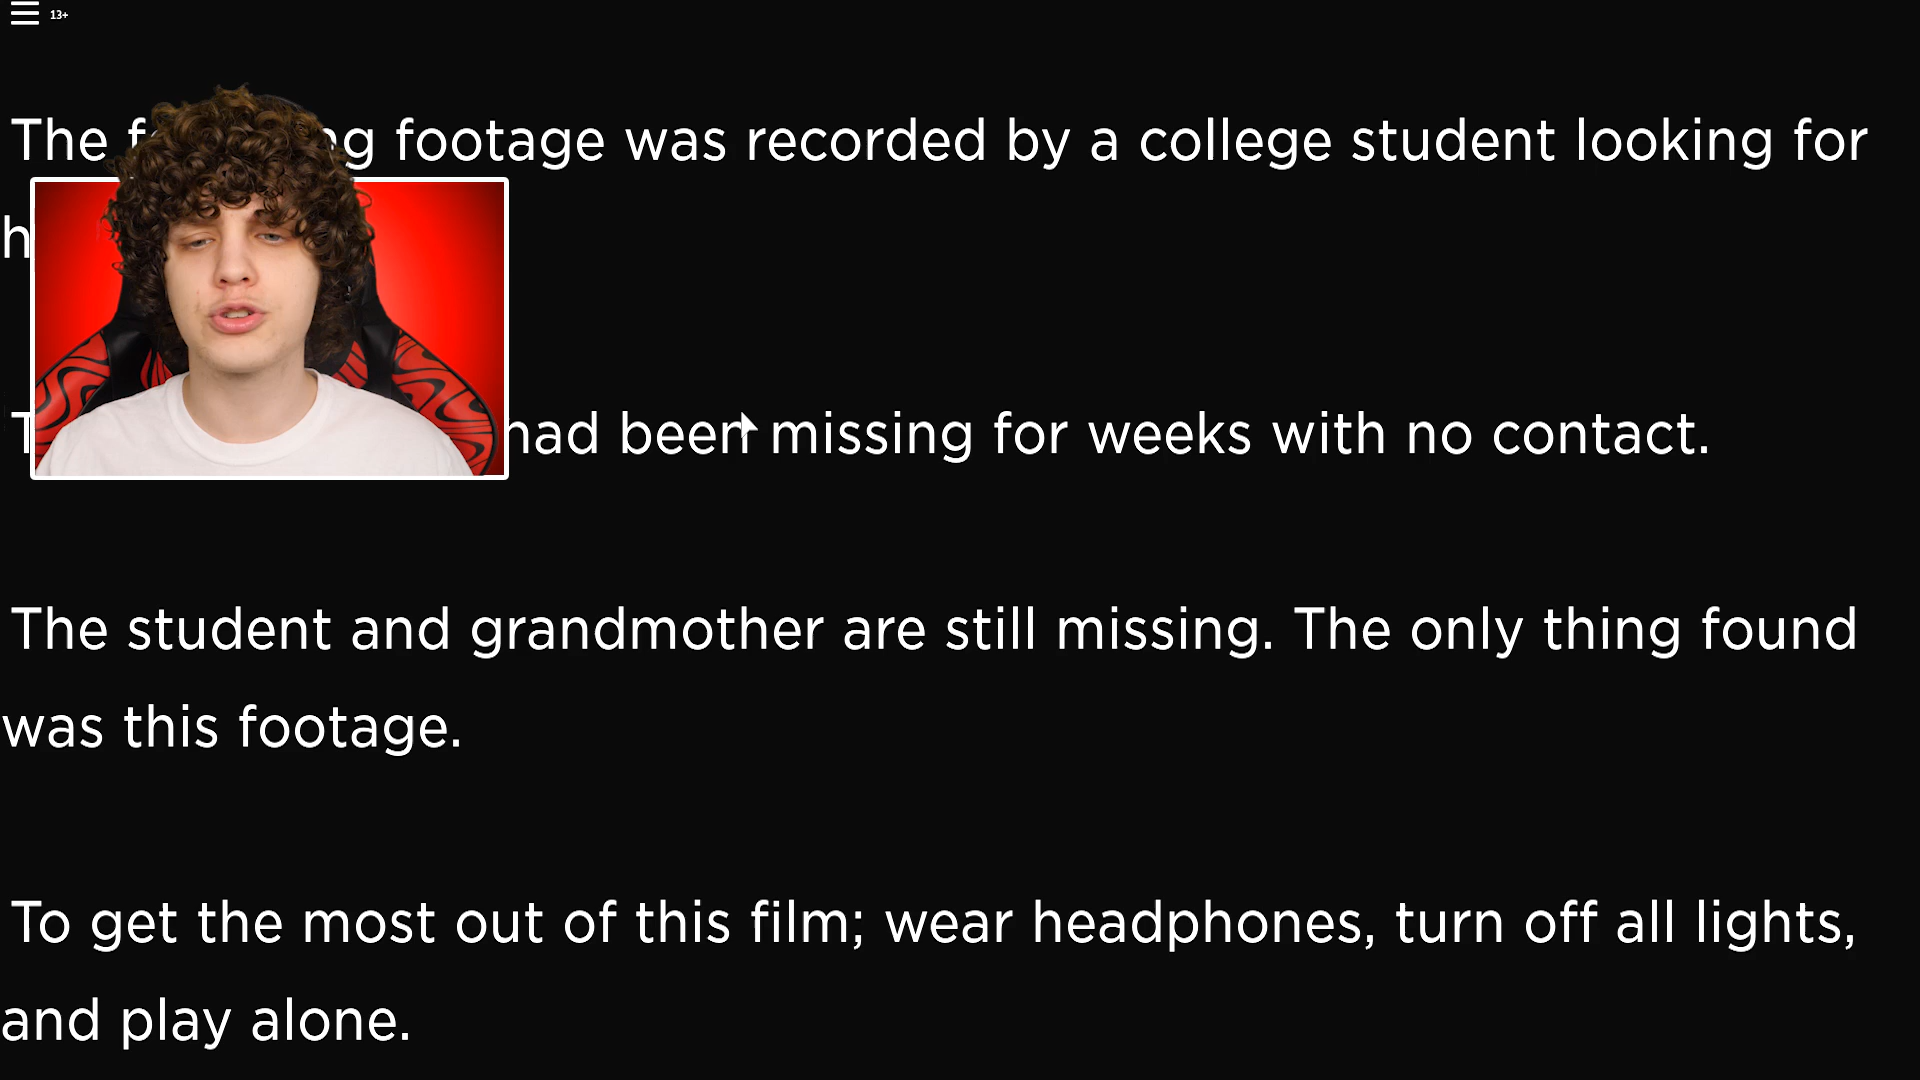 13+
The footage was recorded by a college student looking for
had been missing for weeks with no contact.
The student and grandmother are still missing. The only thing found
was this footage.
To get the most out of this film; wear headphones, turn off all lights,
and play alone.